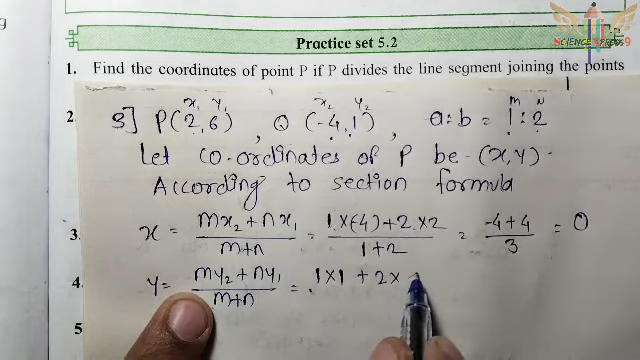 SCIENCE XPRESS9
Practice set 5.2
1. Find the coordinates of point P if P divides the line segment joining the points
x₁ y₁ x₂ y₂ m n
2
3] P(2,6) , Q (-4,1) , a:b = 1:2
Let co-ordinates of P be (x,y).
According to section formula
3. x = (mx₂+nx₁)/(m+n) = (1×(-4)+2×2)/(1+2) = (-4+4)/3 = 0
4. y = (my₂+ny₁)/(m+n) = 1×1 + 2×
5